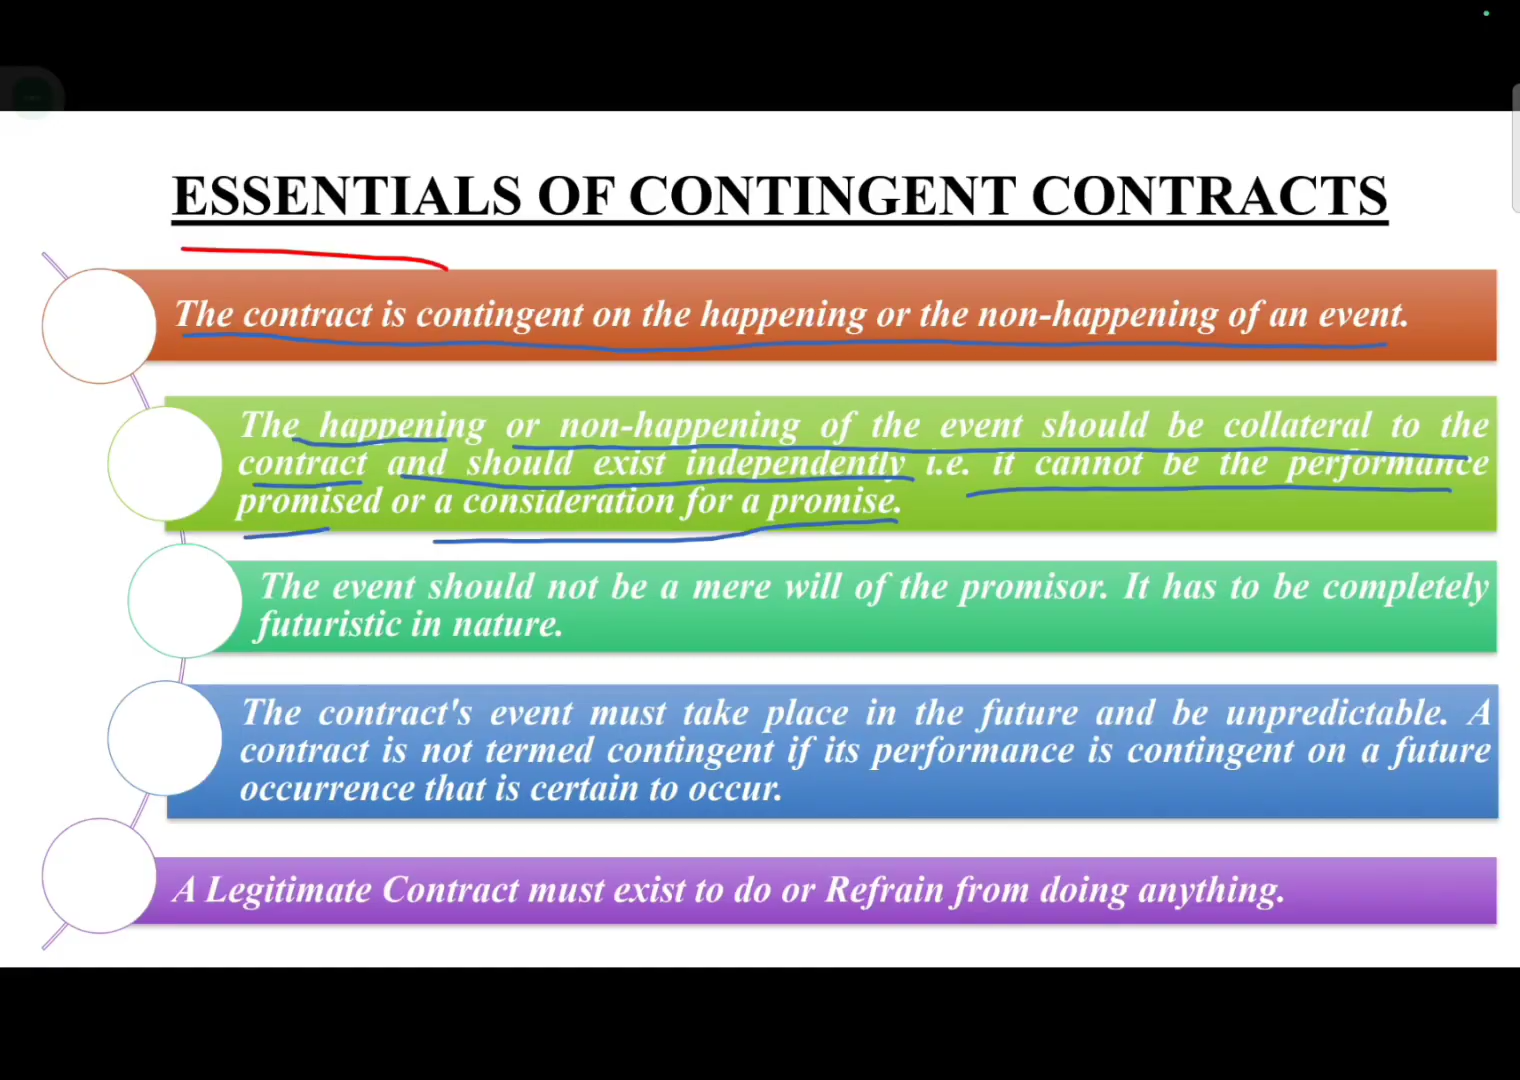 ESSENTIALS OF CONTINGENT CONTRACTS
The contract is contingent on the happening or the non-happening of an event.
The happening or non-happening of the event should be collateral to the
contract and should exist independently i.e. it cannot be the performance
promised or a consideration for a promise.
The event should not be a mere will of the promisor. It has to be completely
futuristic in nature.
The contract's event must take place in the future and be unpredictable. A
contract is not termed contingent if its performance is contingent on a future
occurrence that is certain to occur.
A Legitimate Contract must exist to do or Refrain from doing anything.